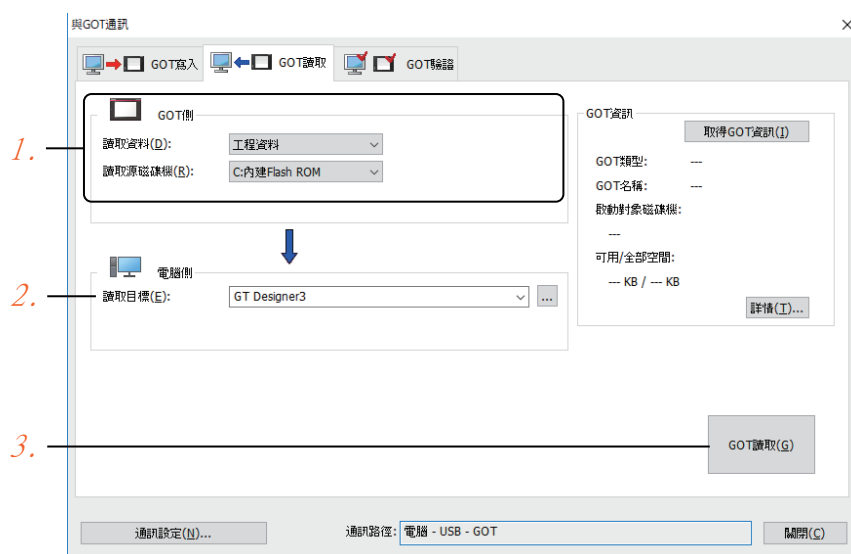 與GOT通訊
GOT寫入 GOT讀取 GOT驗證
1.
GOT側
讀取資料(D): 工程資料
讀取源磁碟機(R): C:內建Flash ROM
GOT資訊
取得GOT資訊(I)
GOT類型: ---
GOT名稱: ---
啟動對象磁碟機:
---
可用/全部空間:
--- KB / --- KB
詳情(T)...
2.
電腦側
讀取目標(E): GT Designer3 ...
3.
GOT讀取(G)
通訊設定(N)... 通訊路徑: 電腦 - USB - GOT 關閉(C)